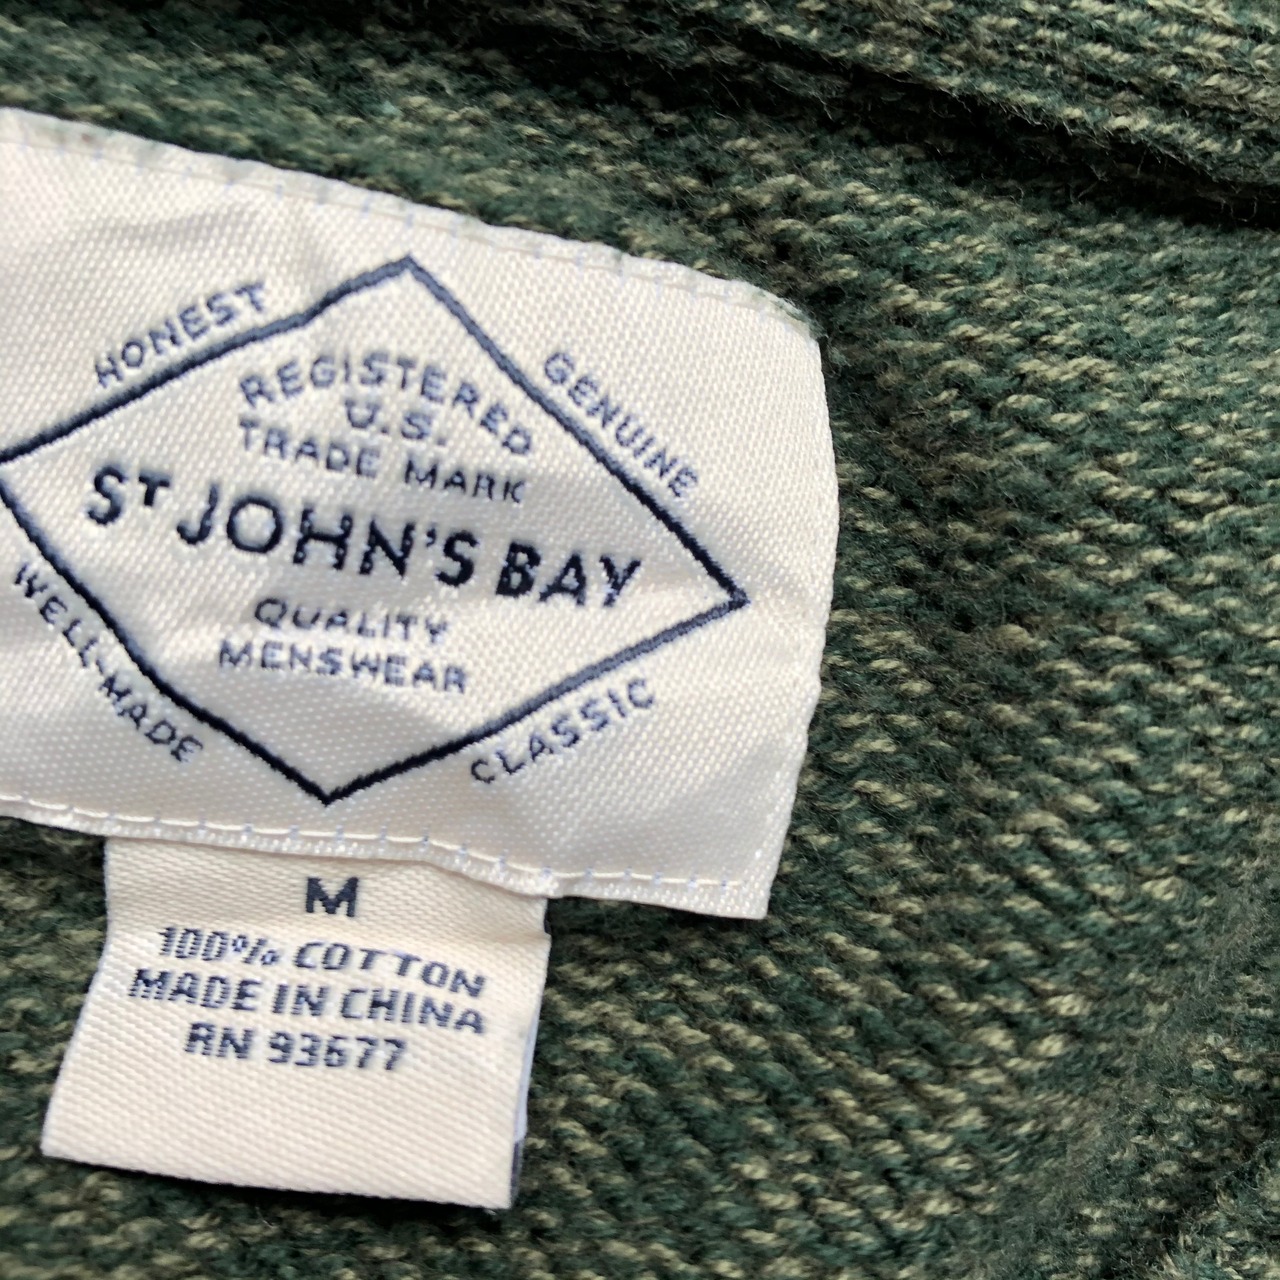 HONEST
GENUINE
REGISTERED
U.S.
TRADE MARK
ST JOHN'S BAY
QUALITY
MENSWEAR
WELL-MADE
CLASSIC
M
100% COTTON
MADE IN CHINA
RN 93677